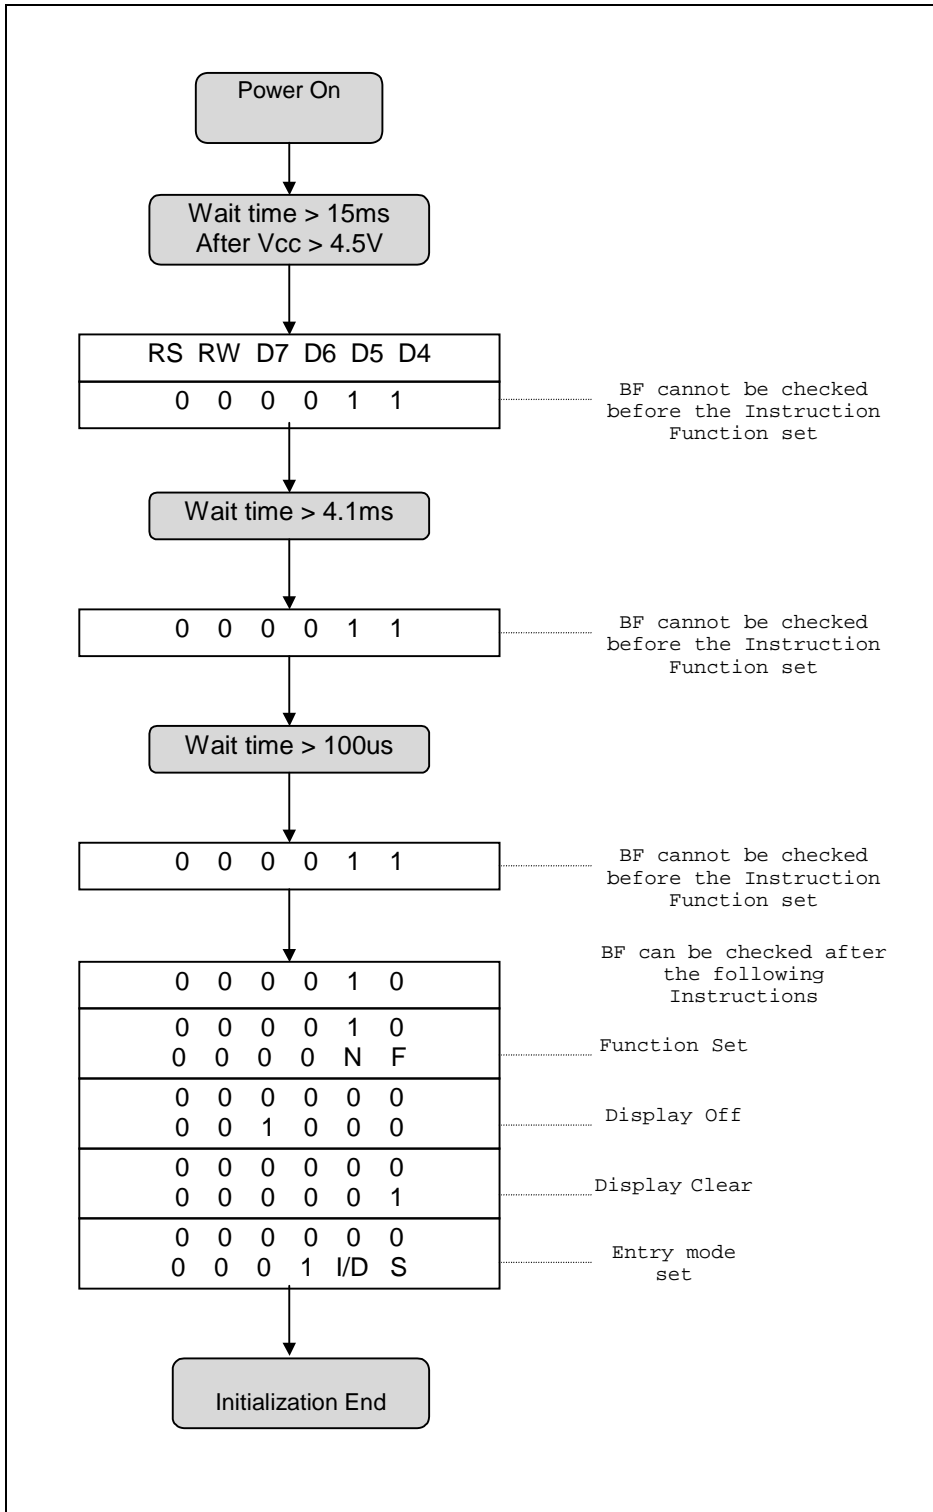 Power On
Wait time > 15ms
After Vcc > 4.5V
RS RW D7 D6 D5 D4
0 0 0 0 1 1
BF cannot be checked
before the Instruction
Function set
Wait time > 4.1ms
0 0 0 0 1 1
BF cannot be checked
before the Instruction
Function set
Wait time > 100us
0 0 0 0 1 1
BF cannot be checked
before the Instruction
Function set
BF can be checked after
the following
Instructions
0 0 0 0 1 0
0 0 0 0 1 0
0 0 0 0 N F
Function Set
0 0 0 0 0 0
0 0 1 0 0 0
Display Off
0 0 0 0 0 0
0 0 0 0 0 1
Display Clear
0 0 0 0 0 0
0 0 0 1 I/D S
Entry mode
set
Initialization End